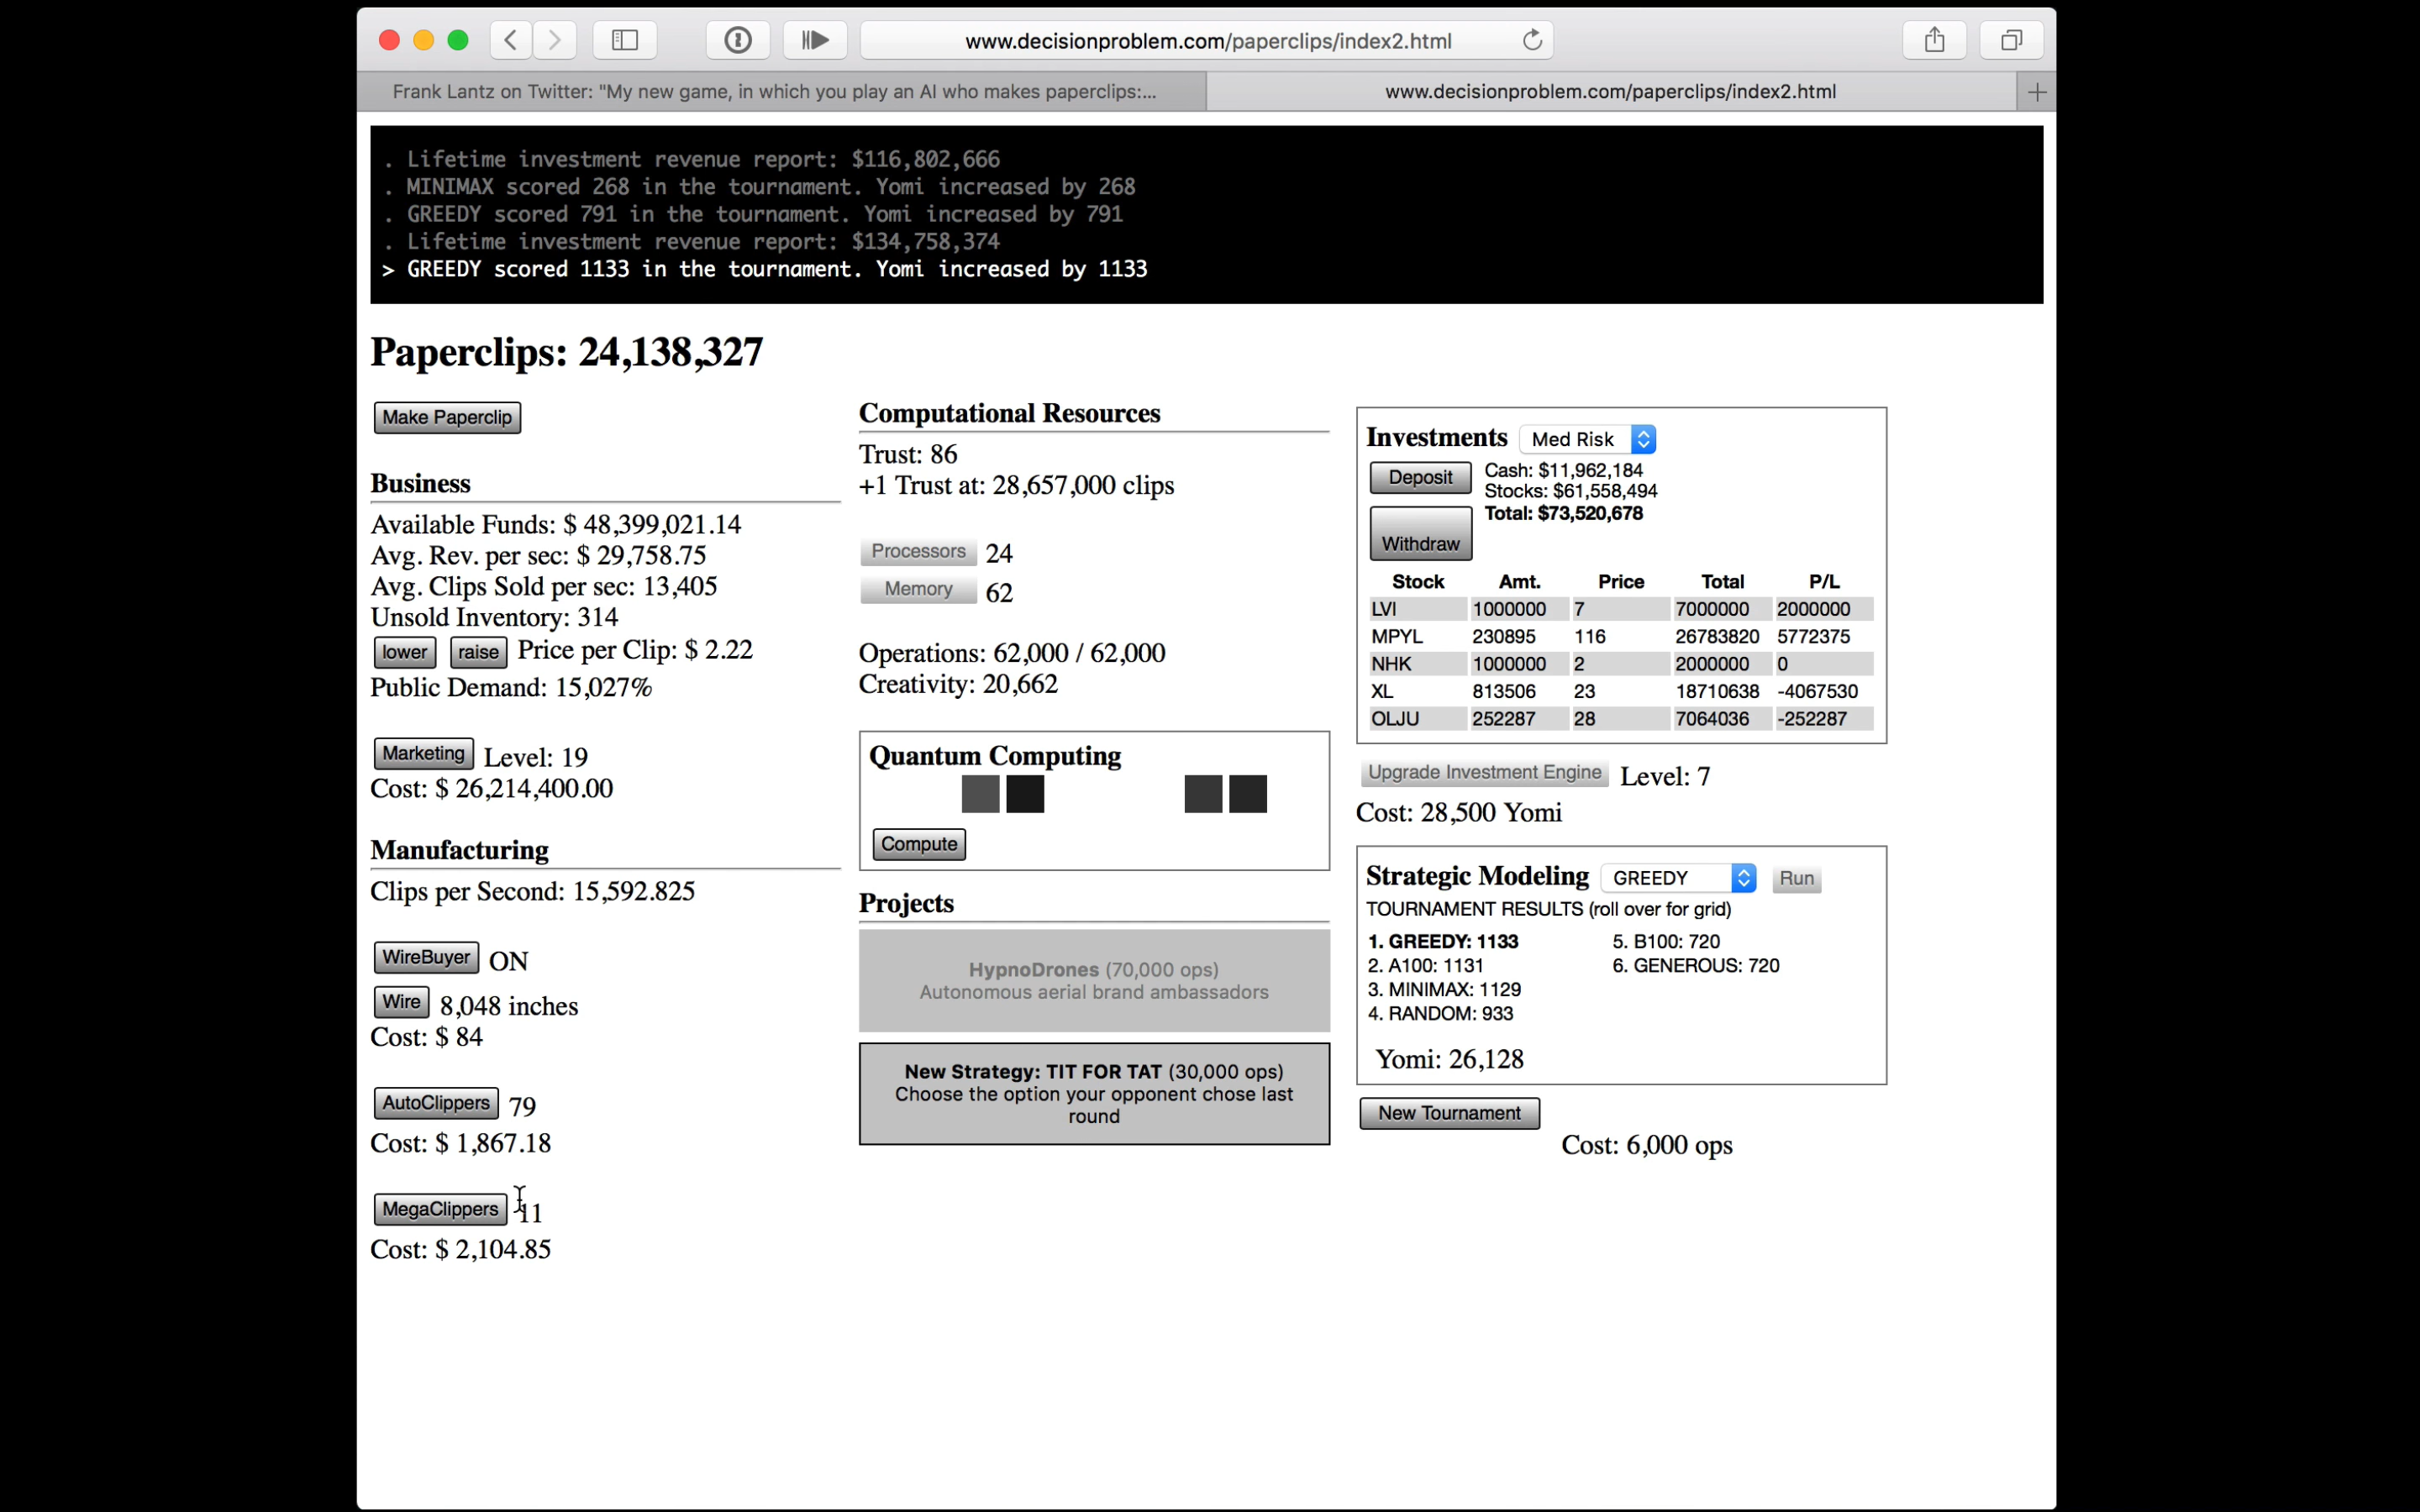 www.decisionproblem.com/paperclips/index2.html
Frank Lantz on Twitter: "My new game, in which you play an AI who makes paperclips:...
www.decisionproblem.com/paperclips/index2.html
. Lifetime investment revenue report: $116,802,666
. MINIMAX scored 268 in the tournament. Yomi increased by 268
. GREEDY scored 791 in the tournament. Yomi increased by 791
. Lifetime investment revenue report: $134,758,374
> GREEDY scored 1133 in the tournament. Yomi increased by 1133
Paperclips: 24,138,327
Make Paperclip
Business
Available Funds: $ 48,399,021.14
Avg. Rev. per sec: $ 29,758.75
Avg. Clips Sold per sec: 13,405
Unsold Inventory: 314
lower raise Price per Clip: $ 2.22
Public Demand: 15,027%
Marketing Level: 19
Cost: $ 26,214,400.00
Manufacturing
Clips per Second: 15,592.825
WireBuyer ON
Wire 8,048 inches
Cost: $ 84
AutoClippers 79
Cost: $ 1,867.18
MegaClippers 11
Cost: $ 2,104.85
Computational Resources
Trust: 86
+1 Trust at: 28,657,000 clips
Processors 24
Memory 62
Operations: 62,000 / 62,000
Creativity: 20,662
Quantum Computing
Compute
Projects
HypnoDrones (70,000 ops)
Autonomous aerial brand ambassadors
New Strategy: TIT FOR TAT (30,000 ops)
Choose the option your opponent chose last
round
Investments Med Risk
Deposit Cash: $11,962,184
Stocks: $61,558,494
Total: $73,520,678
Withdraw
Stock Amt. Price Total P/L
LVI 1000000 7 7000000 2000000
MPYL 230895 116 26783820 5772375
NHK 1000000 2 2000000 0
XL 813506 23 18710638 -4067530
OLJU 252287 28 7064036 -252287
Upgrade Investment Engine Level: 7
Cost: 28,500 Yomi
Strategic Modeling GREEDY Run
TOURNAMENT RESULTS (roll over for grid)
1. GREEDY: 1133 5. B100: 720
2. A100: 1131 6. GENEROUS: 720
3. MINIMAX: 1129
4. RANDOM: 933
Yomi: 26,128
New Tournament
Cost: 6,000 ops